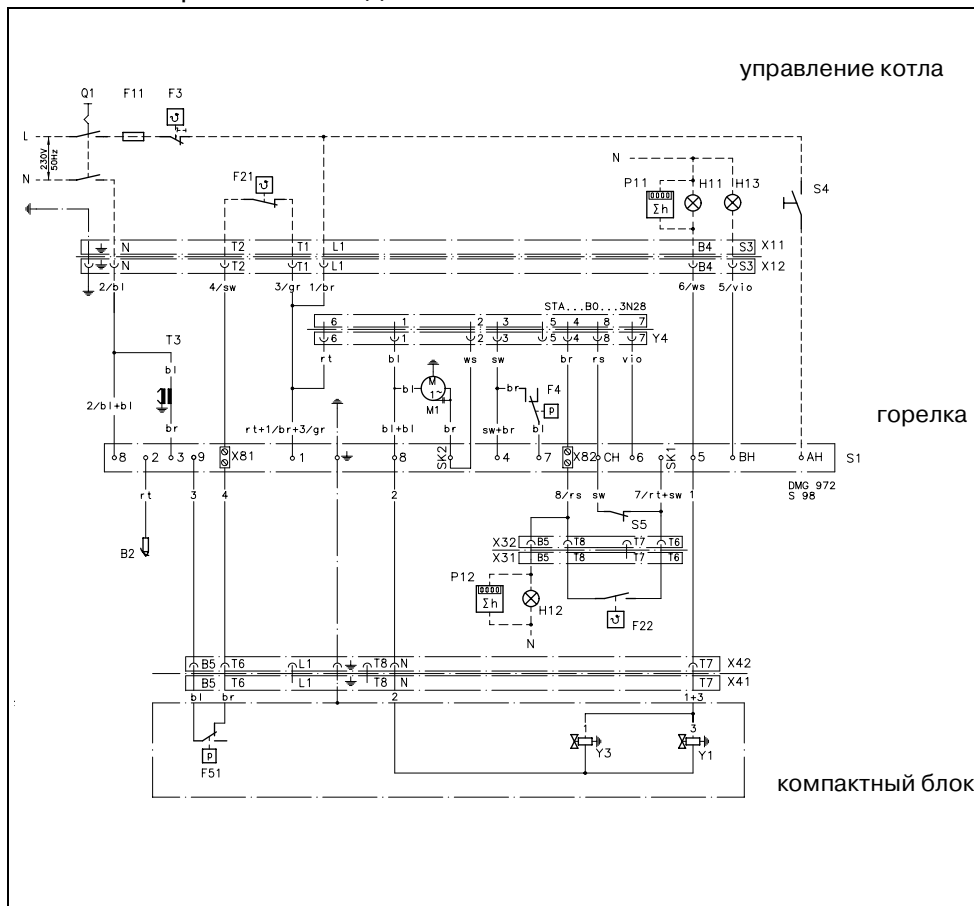 управление котла
Q1 F11 F3
L
230V
50Hz
N
F21
N
P11 H11 H13
Σh
S4
N T2 T1 L1 B4 S3 X11
N T2 T1 L1 B4 S3 X12
2/bl 4/sw 3/gr 1/br 6/ws 5/vio
STA...B0...3N28
6 1 2 3 5 4 8 7
6 1 2 3 5 4 8 7 Y4
rt bl ws sw br rs vio
T3
bl
M
1~
M1
bl
br
F4
p
2/bl+bl
br
rt+1/br+3/gr
bl+bl
br
sw+br
bl
горелка
8 2 3 9 X81 1 8 SK2 4 7 X82 CH 6 SK1 5 BH AH S1
DMG 972
S 98
rt 3 4 2 8/rs sw 7/rt+sw 1
S5
B2
X32 B5 T8 T7 T6
X31 B5 T8 T7 T6
P12
Σh
H12
F22
N
B5 T6 L1 T8 N T7 X42
B5 T6 L1 T8 N T7 X41
bl br 2 1+3
1 3
Y3 Y1
p
F51
компактный блок